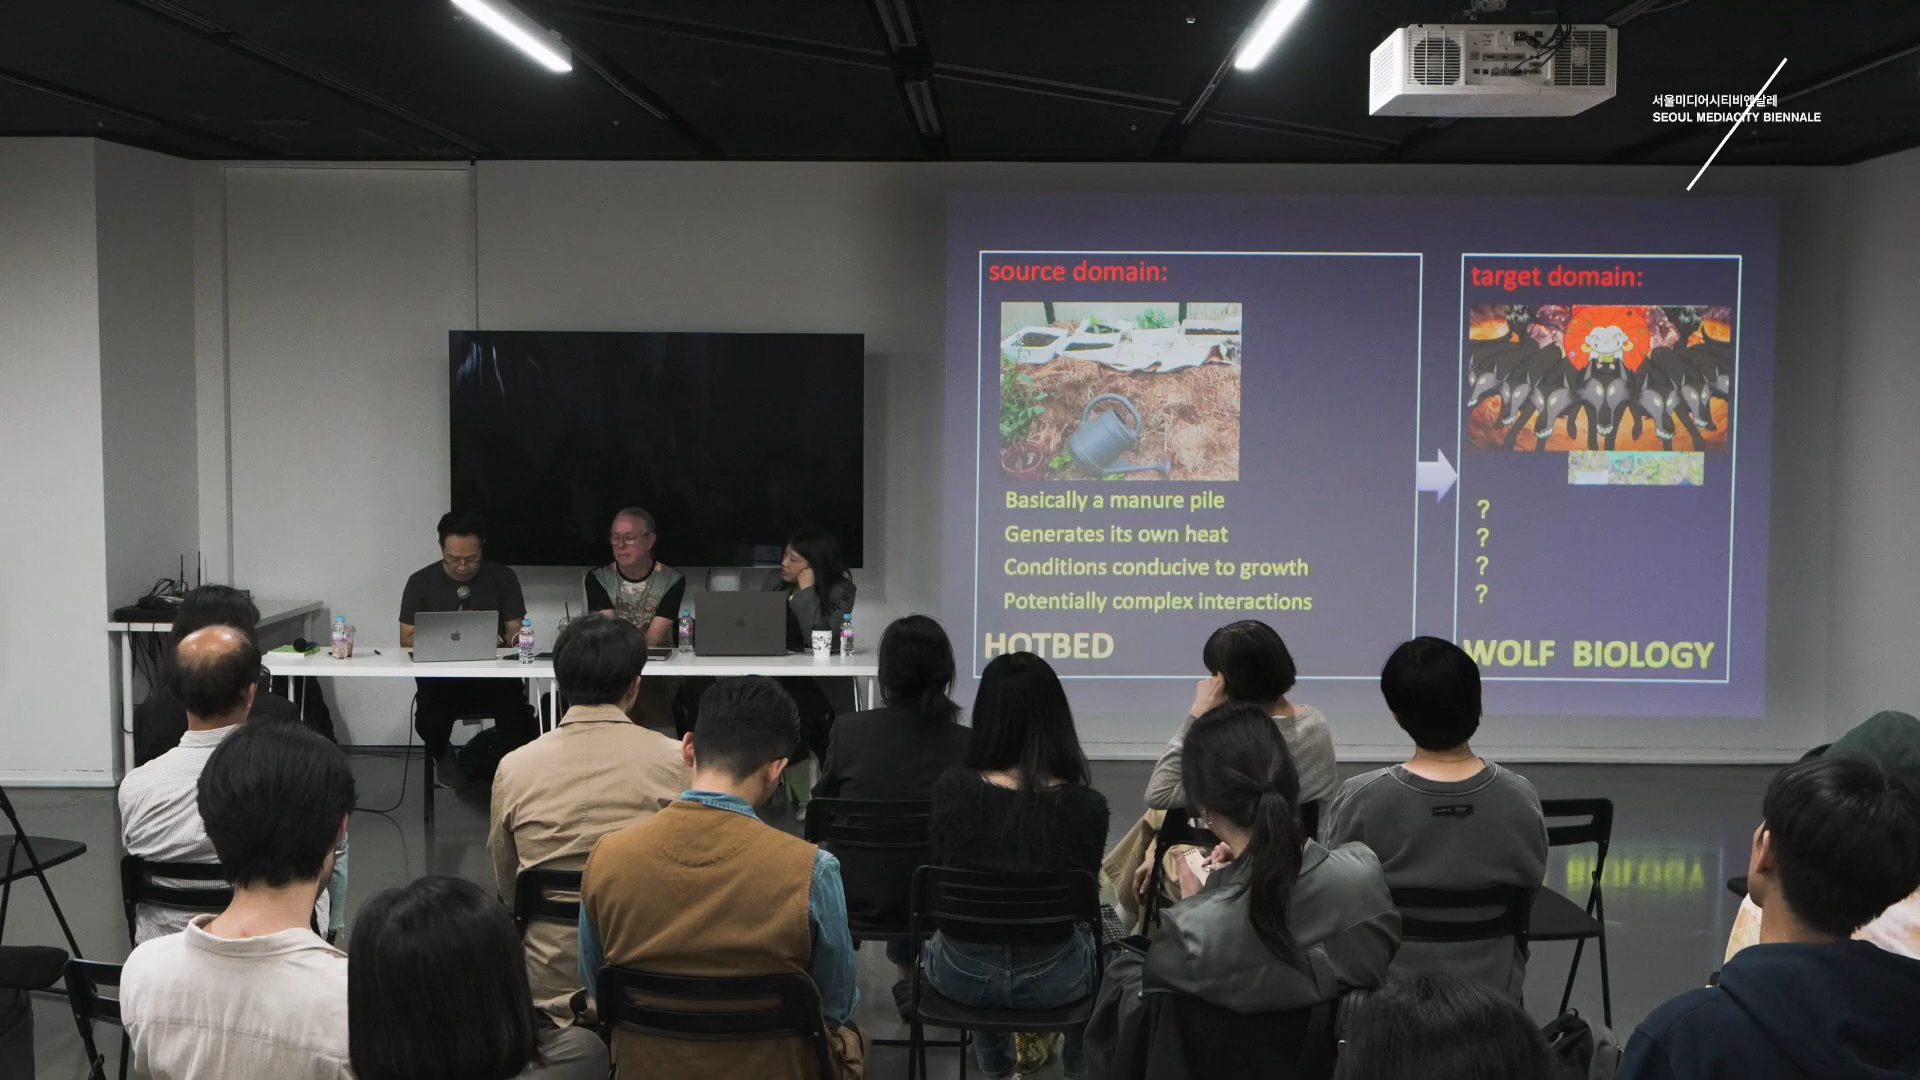 서울미디어시티비엔날레
SEOUL MEDIACITY BIENNALE
source domain:
Basically a manure pile
Generates its own heat
Conditions conducive to growth
Potentially complex interactions
HOTBED
target domain:
?
?
?
?
WOLF BIOLOGY